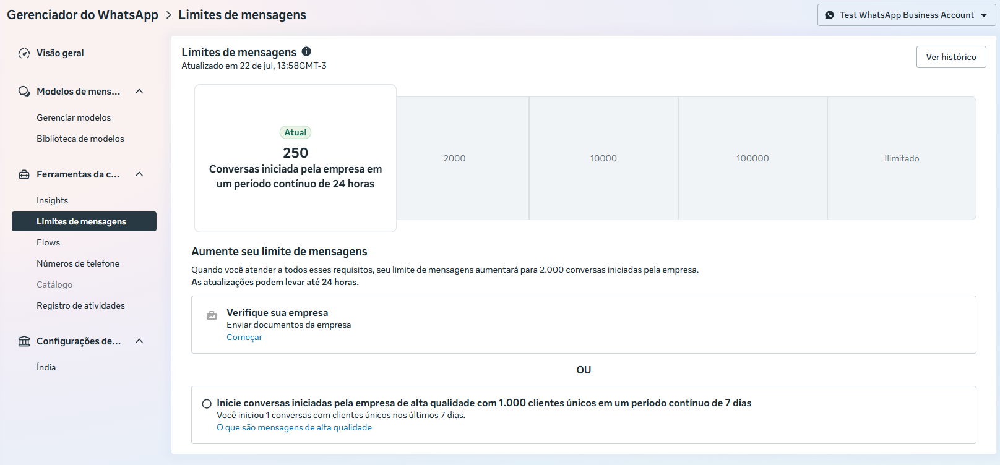 Gerenciador do WhatsApp > Limites de mensagens
Test WhatsApp Business Account
Visão geral
Modelos de mens...
Gerenciar modelos
Biblioteca de modelos
Ferramentas da c...
Insights
Limites de mensagens
Flows
Números de telefone
Catálogo
Registro de atividades
Configurações de...
Índia
Limites de mensagens
Atualizado em 22 de jul, 13:58GMT-3
Ver histórico
Atual
250
Conversas iniciada pela empresa em
um período contínuo de 24 horas
2000
10000
100000
Ilimitado
Aumente seu limite de mensagens
Quando você atender a todos esses requisitos, seu limite de mensagens aumentará para 2.000 conversas iniciadas pela empresa.
As atualizações podem levar até 24 horas.
Verifique sua empresa
Enviar documentos da empresa
Começar
OU
Inicie conversas iniciadas pela empresa de alta qualidade com 1.000 clientes únicos em um período contínuo de 7 dias
Você iniciou 1 conversas com clientes únicos nos últimos 7 dias.
O que são mensagens de alta qualidade